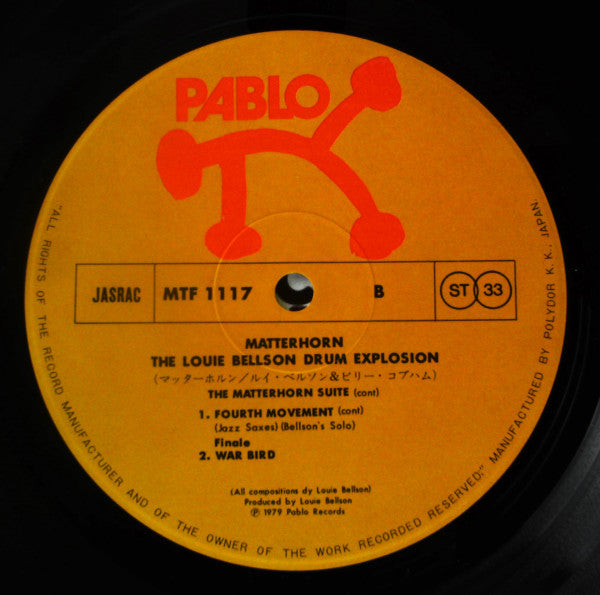 PABLO
JASRAC MTF 1117 B ST 33
MATTERHORN
THE LOUIE BELLSON DRUM EXPLOSION
(マッターホルン/ルイ・ベルソン&ビリー・コブハム)
THE MATTERHORN SUITE (cont)
1. FOURTH MOVEMENT (cont)
(Jazz Saxes) (Bellson's Solo)
Finale
2. WAR BIRD
(All compositions dy Louie Bellson)
Produced by Louie Bellson
℗ 1979 Pablo Records
"ALL RIGHTS OF THE RECORD MANUFACTURER AND OF THE OWNER OF THE WORK RECORDED RESERVED." MANUFACTURED BY POLYDOR K. K., JAPAN.